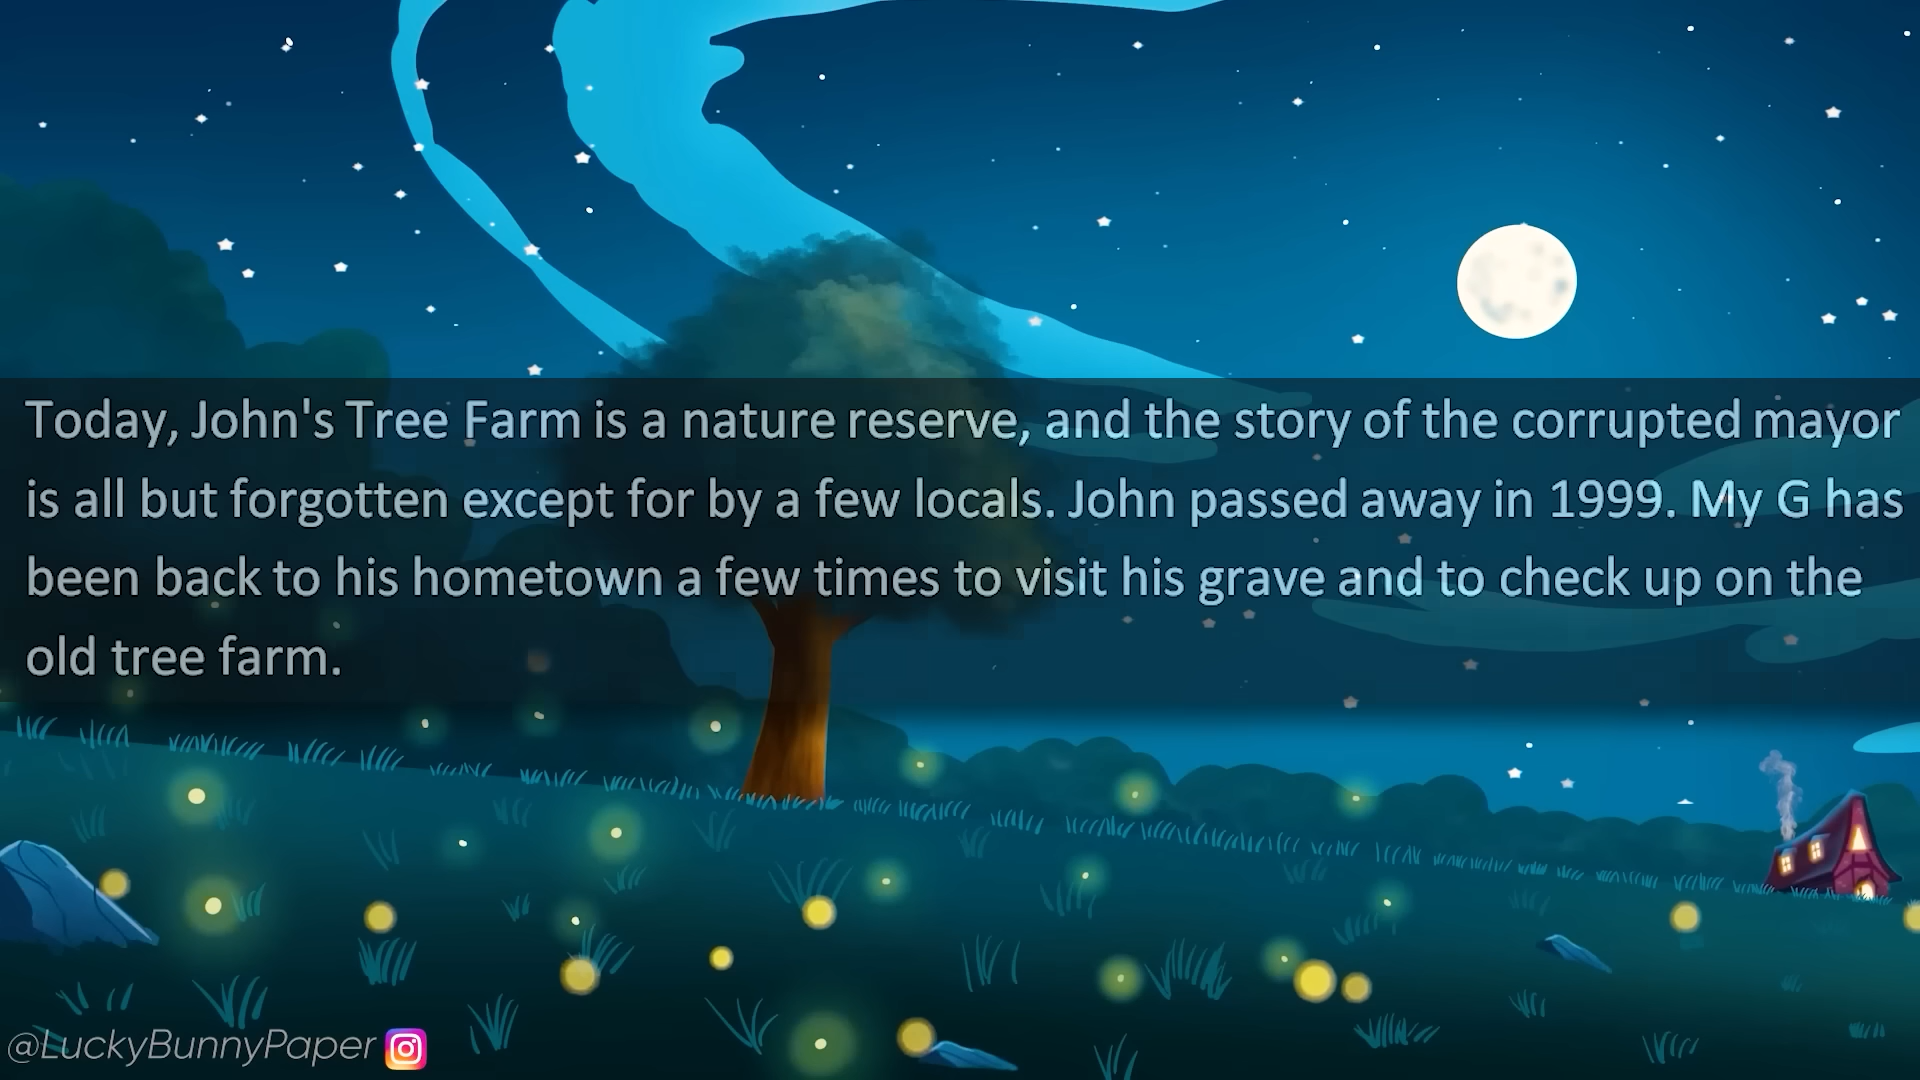 Today, John's Tree Farm is a nature reserve, and the story of the corrupted mayor
is all but forgotten except for by a few locals. John passed away in 1999. My G has
been back to his hometown a few times to visit his grave and to check up on the
old tree farm.
@LuckyBunnyPaper